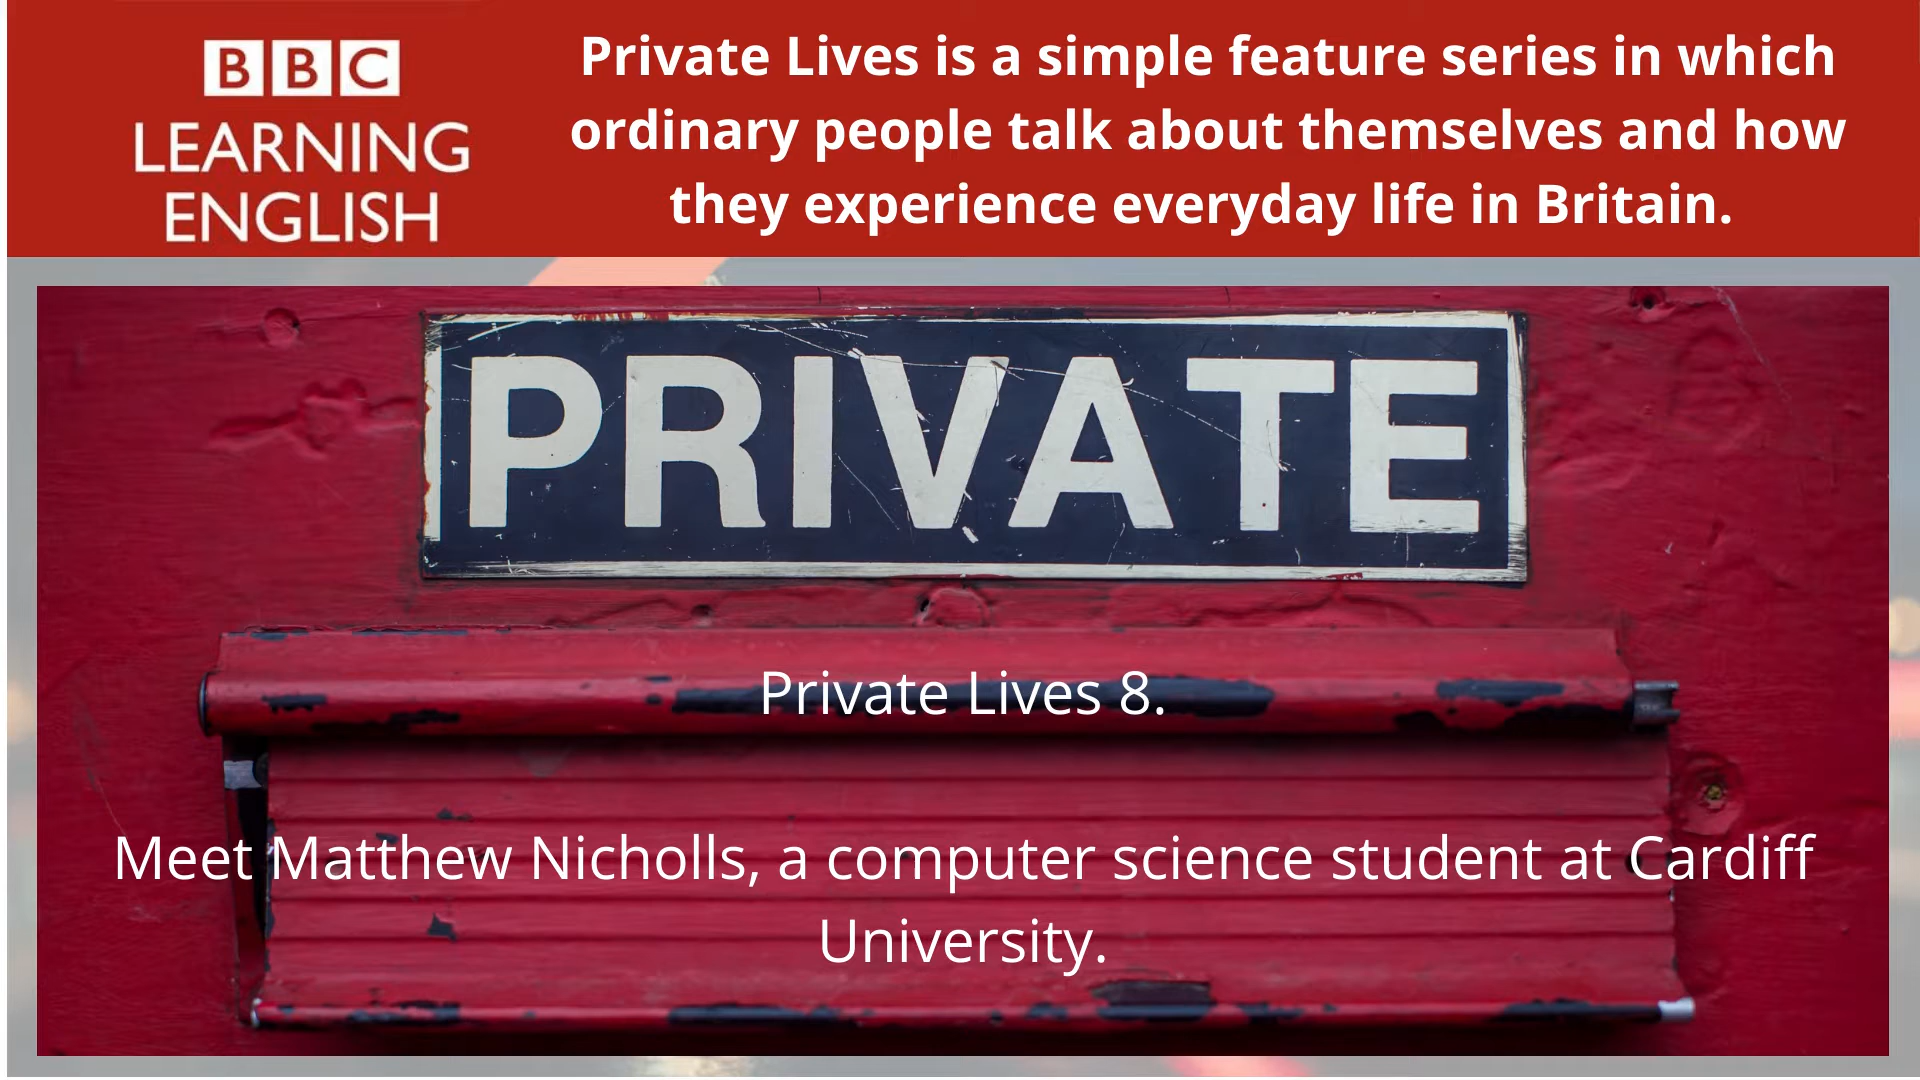 BBC
LEARNING
ENGLISH
Private Lives is a simple feature series in which
ordinary people talk about themselves and how
they experience everyday life in Britain.
PRIVATE
Private Lives 8.
Meet Matthew Nicholls, a computer science student at Cardiff
University.